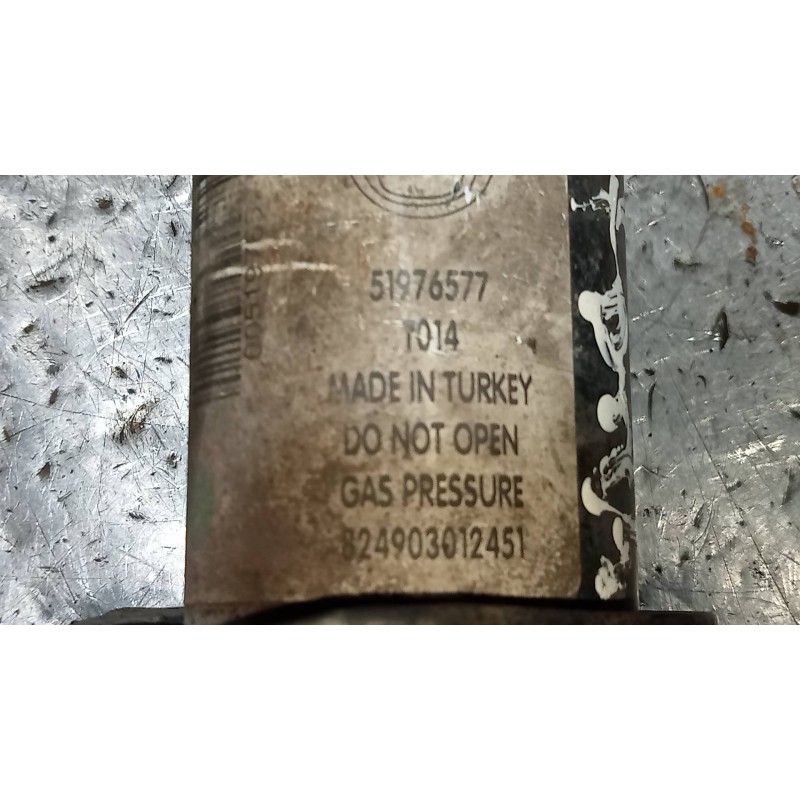 51976577
T014
MADE IN TURKEY
DO NOT OPEN
GAS PRESSURE
824903012451